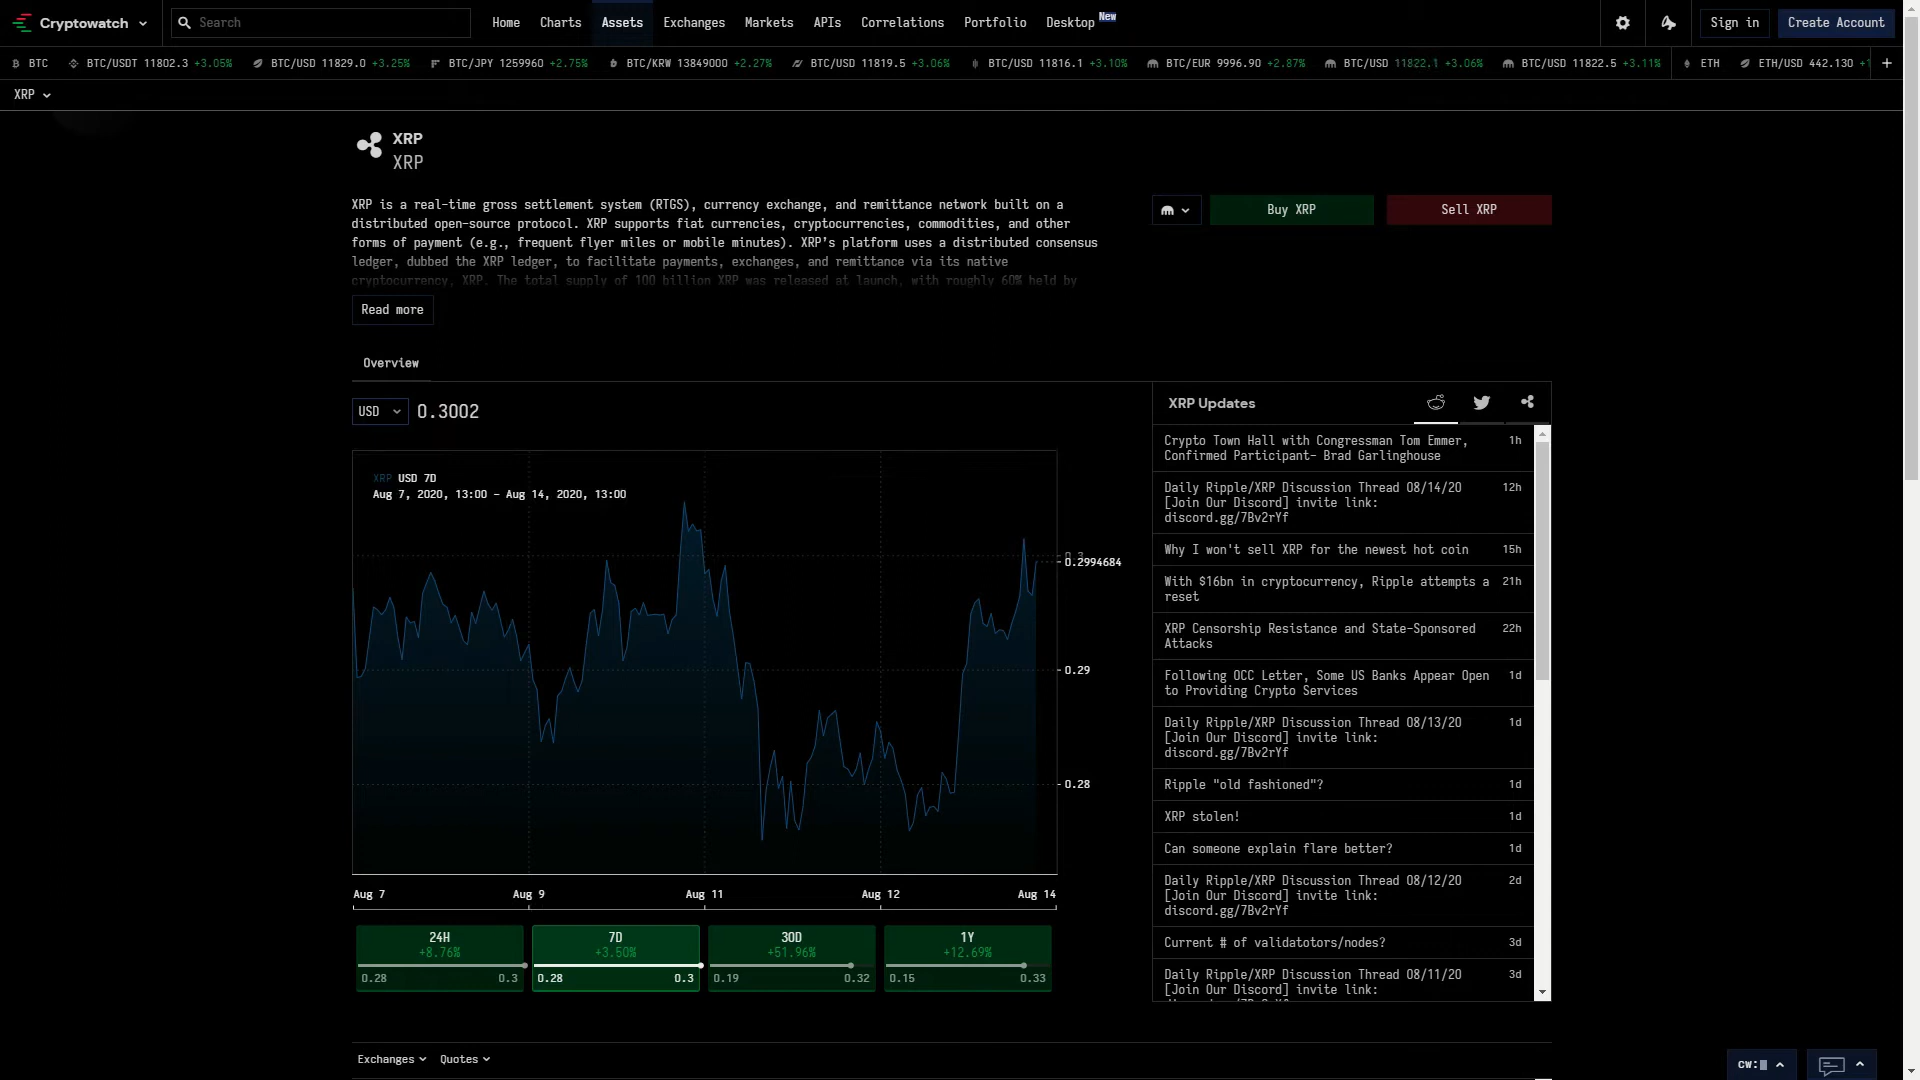 Cryptowatch
Search
Home Charts Assets Exchanges Markets APIs Correlations Portfolio Desktop New
Sign in Create Account
BTC BTC/USDT 11802.3 +3.05% BTC/USD 11829.0 +3.25% BTC/JPY 1259960 +2.75% BTC/KRW 13849000 +2.27% BTC/USD 11819.5 +3.06% BTC/USD 11816.1 +3.10% BTC/EUR 9996.90 +2.87% BTC/USD 11822.1 +3.06% BTC/USD 11822.5 +3.11% ETH ETH/USD 442.130
XRP
XRP
XRP
XRP is a real-time gross settlement system (RTGS), currency exchange, and remittance network built on a
distributed open-source protocol. XRP supports fiat currencies, cryptocurrencies, commodities, and other
forms of payment (e.g., frequent flyer miles or mobile minutes). XRP’s platform uses a distributed consensus
ledger, dubbed the XRP ledger, to facilitate payments, exchanges, and remittance via its native
cryptocurrency, XRP. The total supply of 100 billion XRP was released at launch, with roughly 60% held by
Read more
Buy XRP Sell XRP
Overview
USD 0.3002
XRP USD 7D
Aug 7, 2020, 13:00 - Aug 14, 2020, 13:00
0.3
0.2994684
0.29
0.28
Aug 7 Aug 9 Aug 11 Aug 12 Aug 14
24H
+8.76%
0.28 0.3
7D
+3.50%
0.28 0.3
30D
+51.96%
0.19 0.32
1Y
+12.69%
0.15 0.33
XRP Updates
Crypto Town Hall with Congressman Tom Emmer, 1h
Confirmed Participant- Brad Garlinghouse
Daily Ripple/XRP Discussion Thread 08/14/20 12h
[Join Our Discord] invite link:
discord.gg/7Bv2rYf
Why I won't sell XRP for the newest hot coin 15h
With $16bn in cryptocurrency, Ripple attempts a 21h
reset
XRP Censorship Resistance and State-Sponsored 22h
Attacks
Following OCC Letter, Some US Banks Appear Open 1d
to Providing Crypto Services
Daily Ripple/XRP Discussion Thread 08/13/20 1d
[Join Our Discord] invite link:
discord.gg/7Bv2rYf
Ripple "old fashioned"? 1d
XRP stolen! 1d
Can someone explain flare better? 1d
Daily Ripple/XRP Discussion Thread 08/12/20 2d
[Join Our Discord] invite link:
discord.gg/7Bv2rYf
Current # of validatotors/nodes? 3d
Daily Ripple/XRP Discussion Thread 08/11/20 3d
[Join Our Discord] invite link:
Exchanges Quotes
cw: